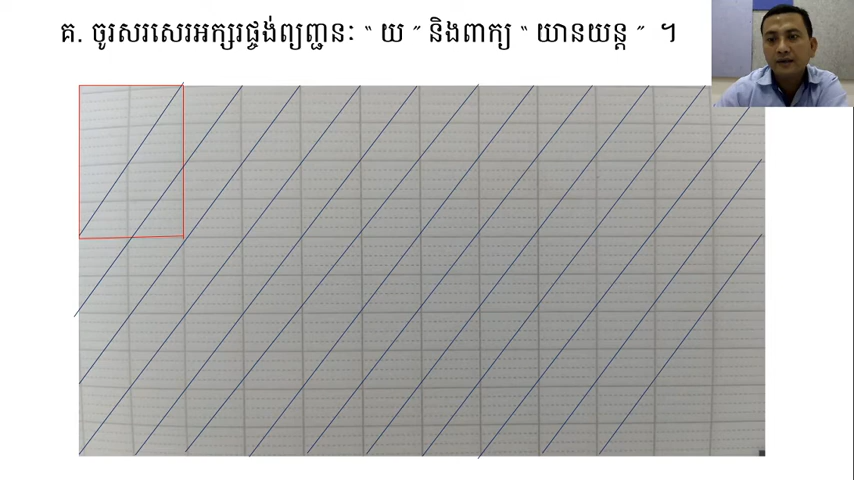 គ. ចូរសរសេរអក្សរផ្ចង់ព្យញ្ជនៈ “ យ ” និងពាក្យ “ យានយន្ត ” ។